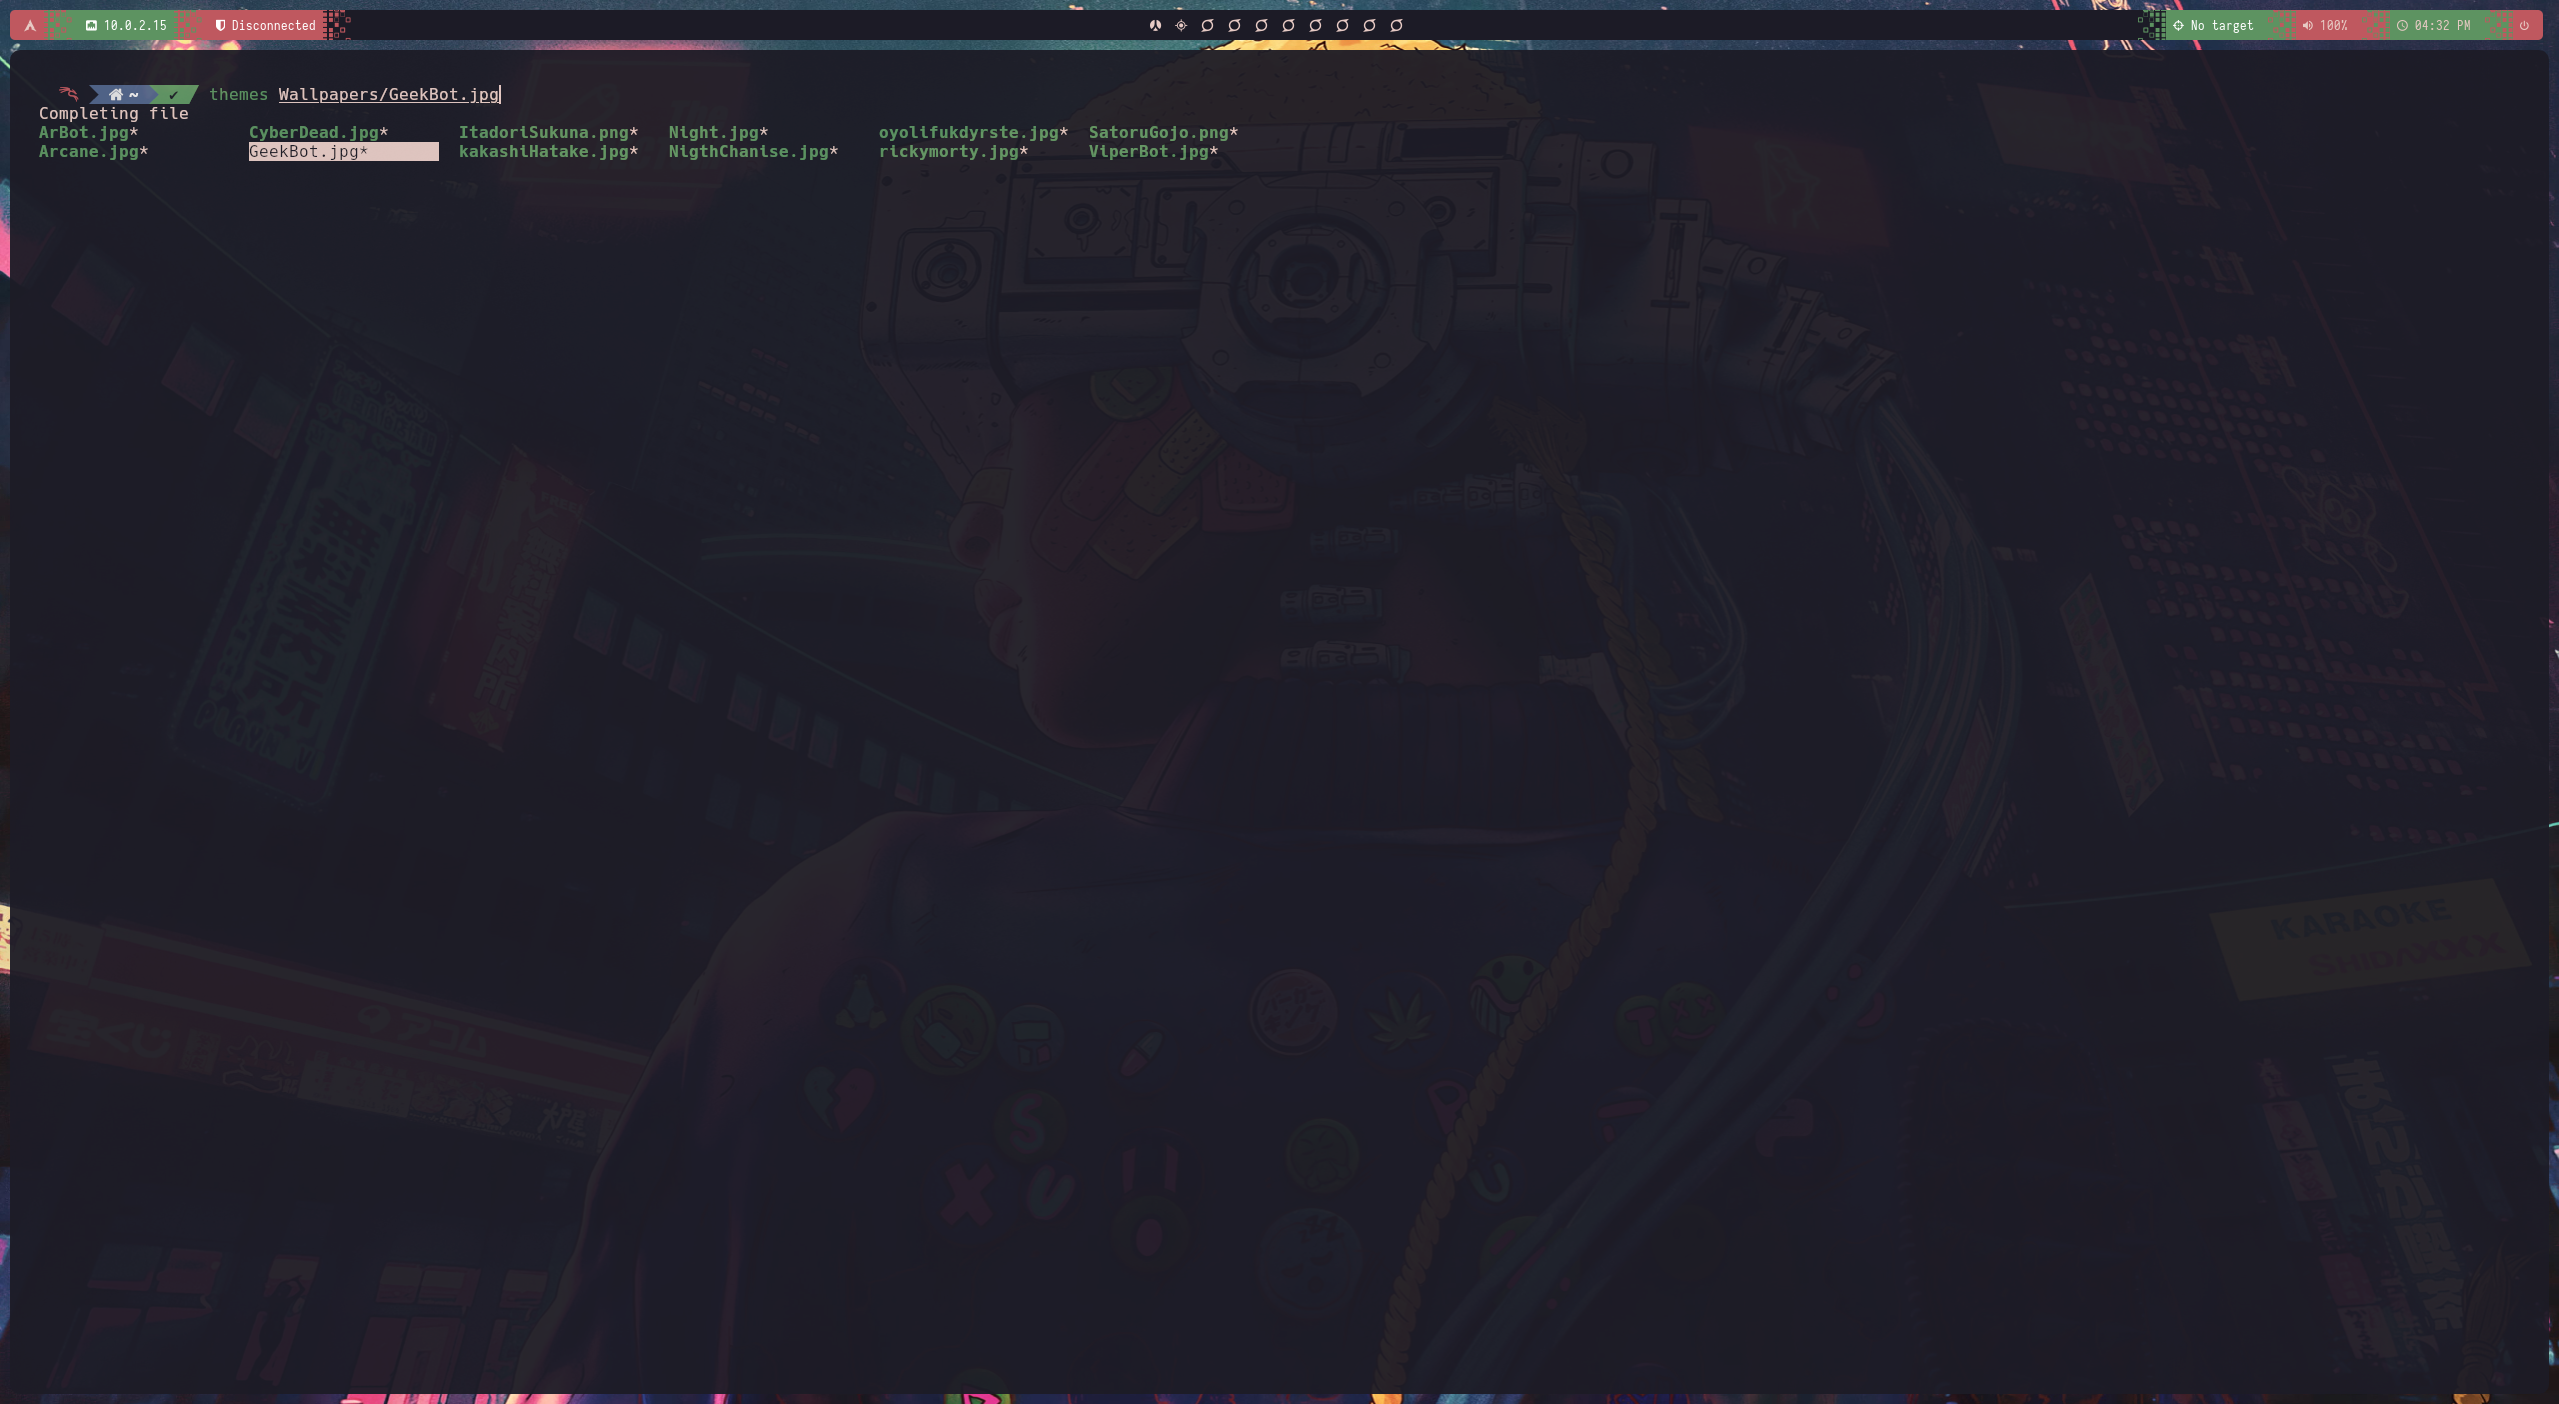 10.0.2.15 Disconnected No target 100% 04:32 PM
~ ✔ themes Wallpapers/GeekBot.jpg
Completing file
ArBot.jpg* CyberDead.jpg* ItadoriSukuna.png* Night.jpg* oyolifukdyrste.jpg* SatoruGojo.png*
Arcane.jpg* GeekBot.jpg* kakashiHatake.jpg* NigthChanise.jpg* rickymorty.jpg* ViperBot.jpg*
KARAOKE